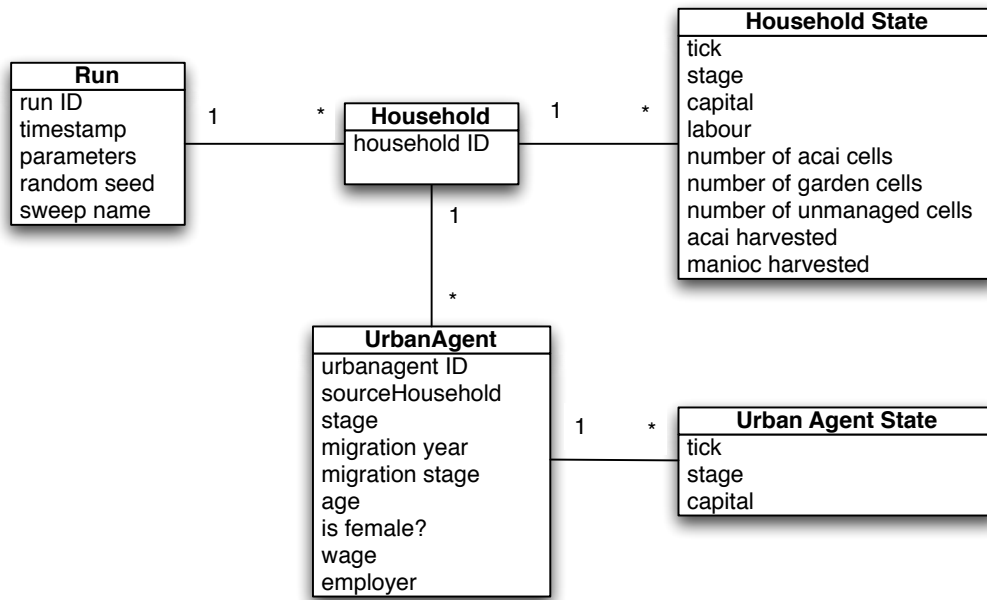 Run
run ID
timestamp
parameters
random seed
sweep name
1
*
Household
household ID
1
*
Household State
tick
stage
capital
labour
number of acai cells
number of garden cells
number of unmanaged cells
acai harvested
manioc harvested
1
*
UrbanAgent
urbanagent ID
sourceHousehold
stage
migration year
migration stage
age
is female?
wage
employer
1
*
Urban Agent State
tick
stage
capital